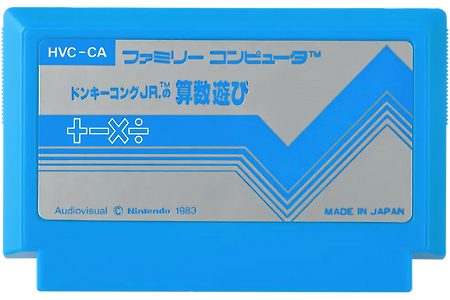 HVC-CA
ファミリー コンピュータ™
ドンキーコングJR.™の 算数遊び
+−×÷
Audiovisual © Nintendo 1983
MADE IN JAPAN